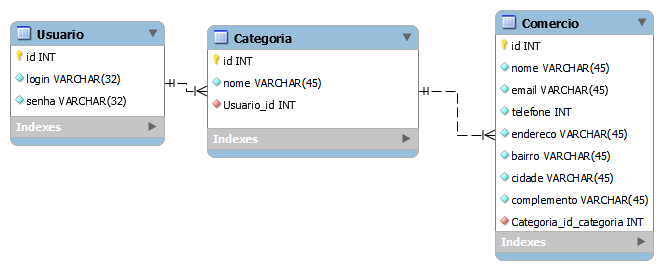 Usuario
id INT
login VARCHAR(32)
senha VARCHAR(32)
Indexes
Categoria
id INT
nome VARCHAR(45)
Usuario_id INT
Indexes
Comercio
id INT
nome VARCHAR(45)
email VARCHAR(45)
telefone INT
endereco VARCHAR(45)
bairro VARCHAR(45)
cidade VARCHAR(45)
complemento VARCHAR(45)
Categoria_id_categoria INT
Indexes